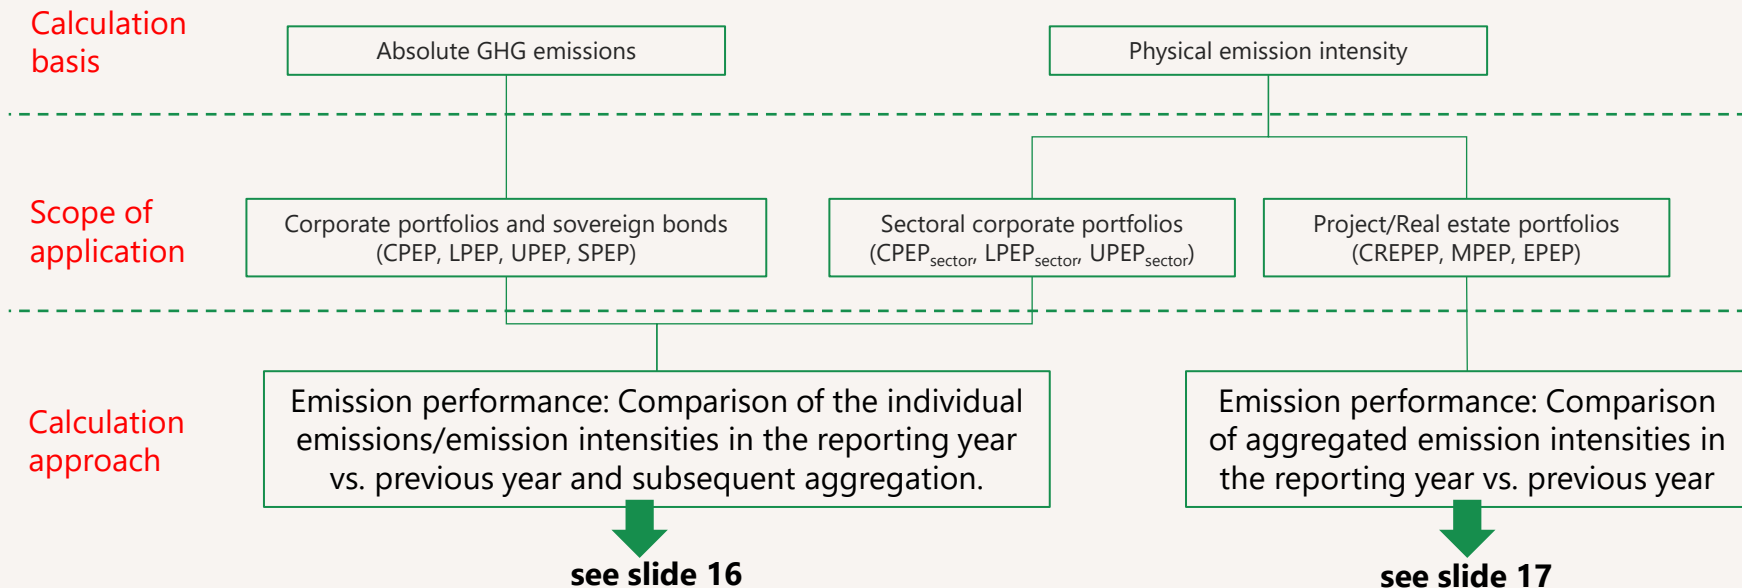 Calculation
basis
Absolute GHG emissions
Physical emission intensity
Scope of
application
Corporate portfolios and sovereign bonds
(CPEP, LPEP, UPEP, SPEP)
Sectoral corporate portfolios
(CPEPsector, LPEPsector, UPEPsector)
Project/Real estate portfolios
(CREPEP, MPEP, EPEP)
Calculation
approach
Emission performance: Comparison of the individual
emissions/emission intensities in the reporting year
vs. previous year and subsequent aggregation.
Emission performance: Comparison
of aggregated emission intensities in
the reporting year vs. previous year
see slide 16
see slide 17